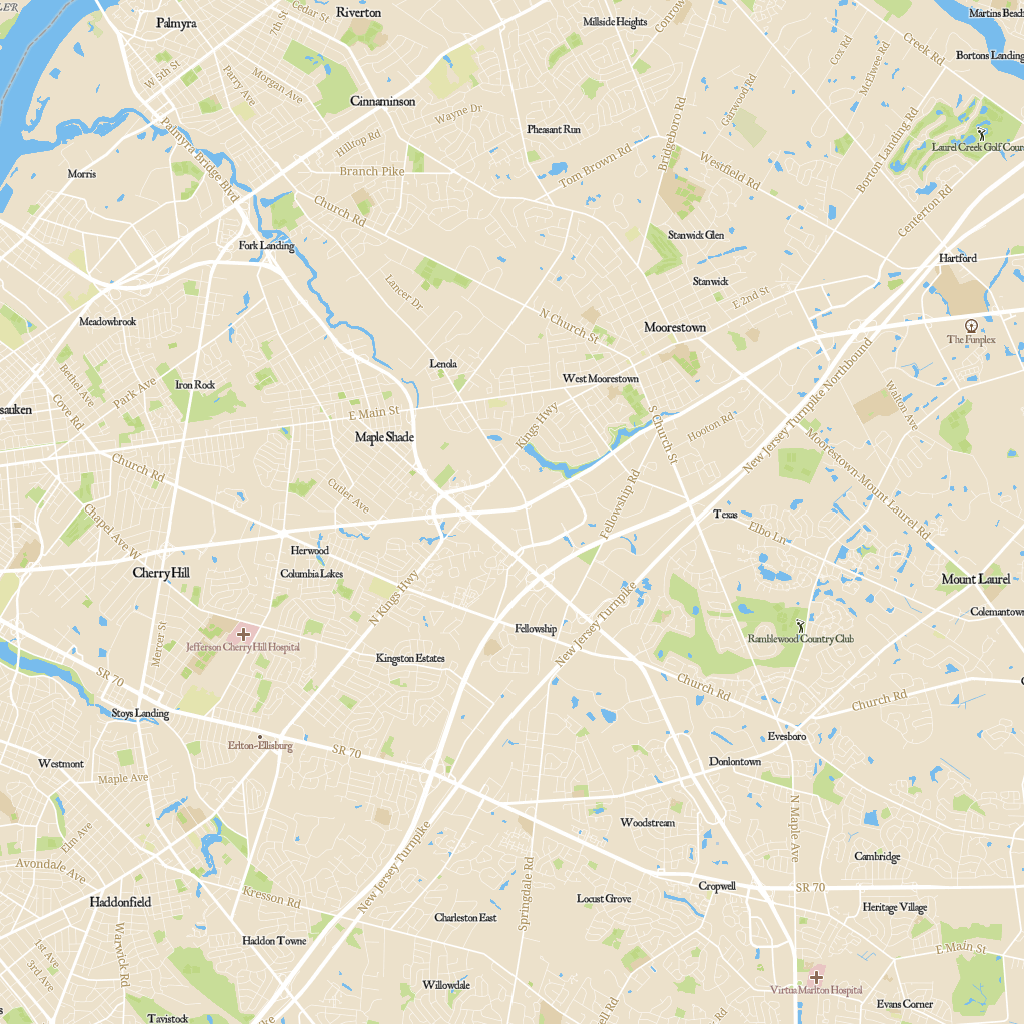 Riverton
Cedar St
7th St
Palmyra
Millside Heights
Martins Beach
Creek Rd
Cox Rd
McElwee Rd
Bortons Landing
W 5th St
Parry Ave
Morgan Ave
Cinnaminson
Wayne Dr
Garwood Rd
Bridgeboro Rd
Pheasant Run
Hilltop Rd
Palmyra Bridge Blvd
Borton Landing Rd
Laurel Creek Golf Cour
Morris
Branch Pike
Tom Brown Rd
Westfield Rd
Church Rd
Centerton Rd
Fork Landing
Stanwick Glen
Hartford
Lancer Dr
Stanwick
E 2nd St
Meadowbrook
N Church St
Moorestown
The Funplex
Lenola
Bethel Ave
Park Ave
Iron Rock
West Moorestown
New Jersey Turnpike Northbound
Walton Ave
sauken
Cove Rd
E Main St
Kings Hwy
S Church St
Hooton Rd
Maple Shade
Church Rd
Moorestown-Mount Laurel Rd
Cutler Ave
Fellowship Rd
Texas
Chapel Ave W
Elbo Ln
Herwood
Columbia Lakes
Cherry Hill
N Kings Hwy
Mount Laurel
Colemantown
New Jersey Turnpike
Fellowship
Mercer St
Jefferson Cherry Hill Hospital
Ramblewood Country Club
Kingston Estates
SR 70
Church Rd
Church Rd
Stoys Landing
Evesboro
Erlton-Ellisburg
SR 70
Westmont
Donlontown
Maple Ave
Elm Ave
Woodstream
N Maple Ave
New Jersey Turnpike
Cambridge
Avondale Ave
Springdale Rd
Cropwell
SR 70
Haddonfield
Kresson Rd
Locust Grove
Heritage Village
Charleston East
Haddon Towne
1st Ave
3rd Ave
Warwick Rd
E Main St
Willowdale
Virtua Marlton Hospital
Evans Corner
Tavistock